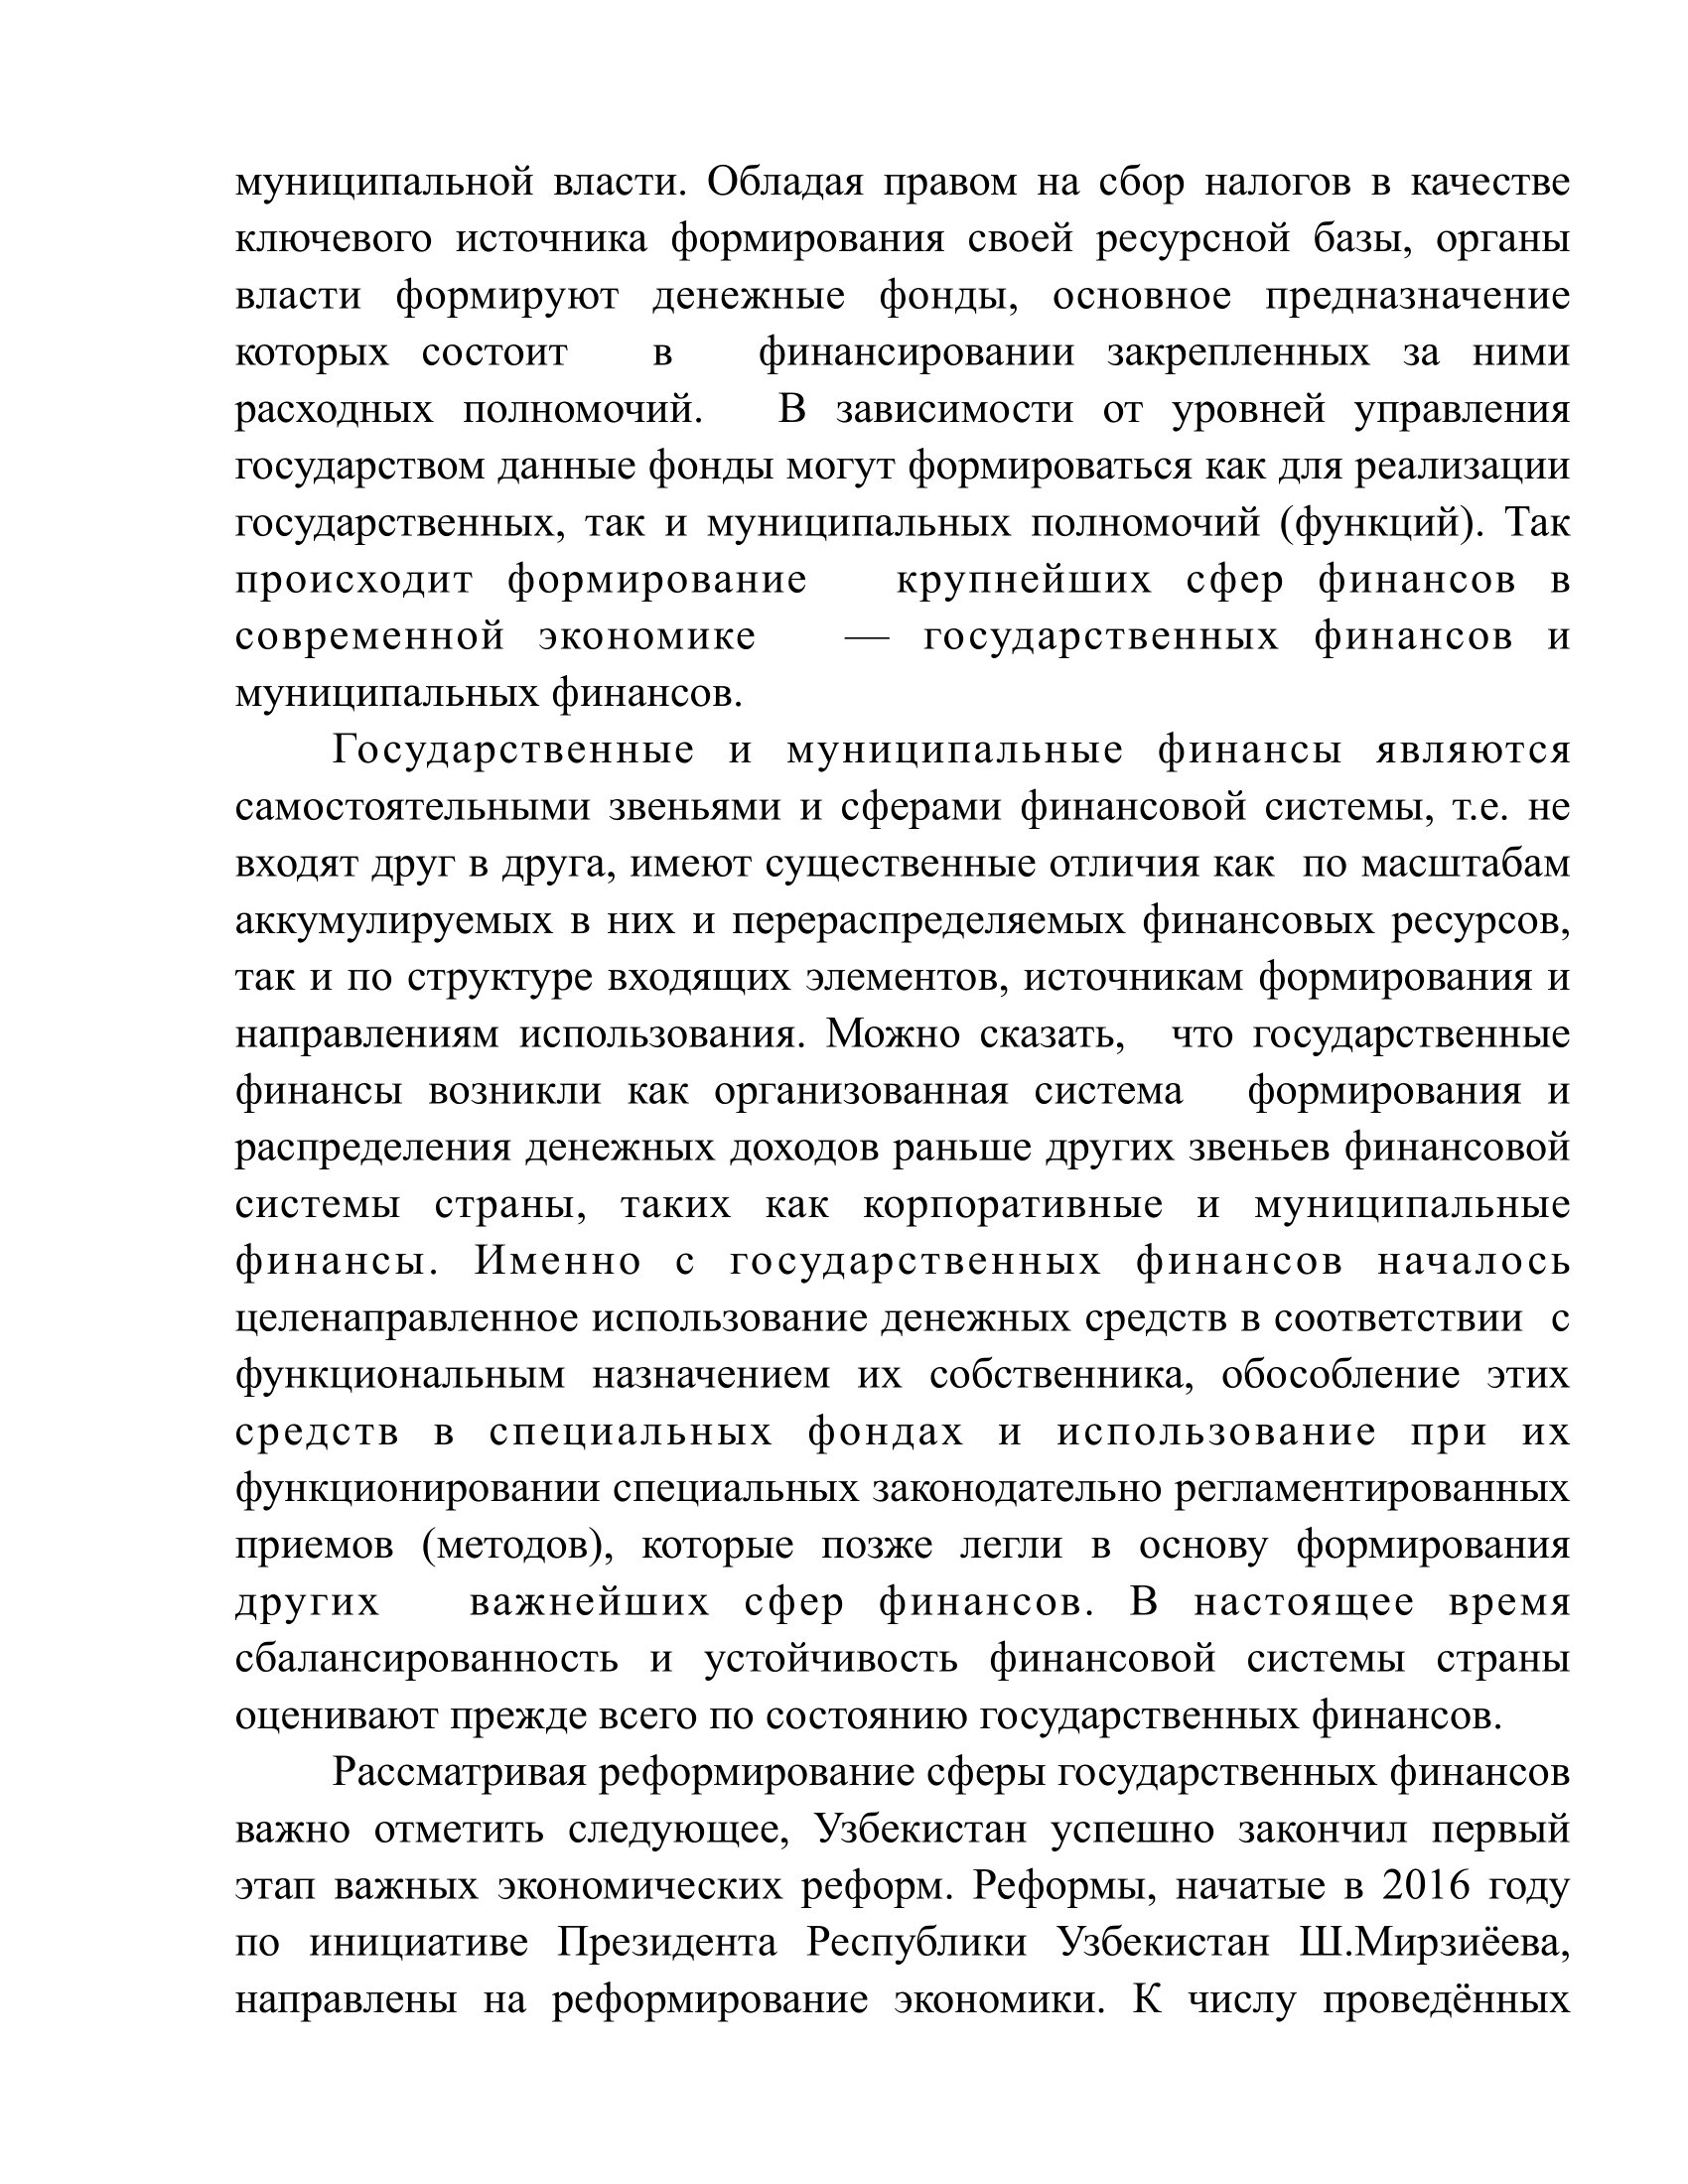 муниципальной власти. Обладая правом на сбор налогов в качестве
ключевого источника формирования своей ресурсной базы, органы
власти формируют денежные фонды, основное предназначение
которых состоит в финансировании закрепленных за ними
расходных полномочий. В зависимости от уровней управления
государством данные фонды могут формироваться как для реализации
государственных, так и муниципальных полномочий (функций). Так
происходит формирование крупнейших сфер финансов в
современной экономике — государственных финансов и
муниципальных финансов.
Государственные и муниципальные финансы являются
самостоятельными звеньями и сферами финансовой системы, т.е. не
входят друг в друга, имеют существенные отличия как по масштабам
аккумулируемых в них и перераспределяемых финансовых ресурсов,
так и по структуре входящих элементов, источникам формирования и
направлениям использования. Можно сказать, что государственные
финансы возникли как организованная система формирования и
распределения денежных доходов раньше других звеньев финансовой
системы страны, таких как корпоративные и муниципальные
финансы. Именно с государственных финансов началось
целенаправленное использование денежных средств в соответствии с
функциональным назначением их собственника, обособление этих
средств в специальных фондах и использование при их
функционировании специальных законодательно регламентированных
приемов (методов), которые позже легли в основу формирования
других важнейших сфер финансов. В настоящее время
сбалансированность и устойчивость финансовой системы страны
оценивают прежде всего по состоянию государственных финансов.
Рассматривая реформирование сферы государственных финансов
важно отметить следующее, Узбекистан успешно закончил первый
этап важных экономических реформ. Реформы, начатые в 2016 году
по инициативе Президента Республики Узбекистан Ш.Мирзиёева,
направлены на реформирование экономики. К числу проведённых